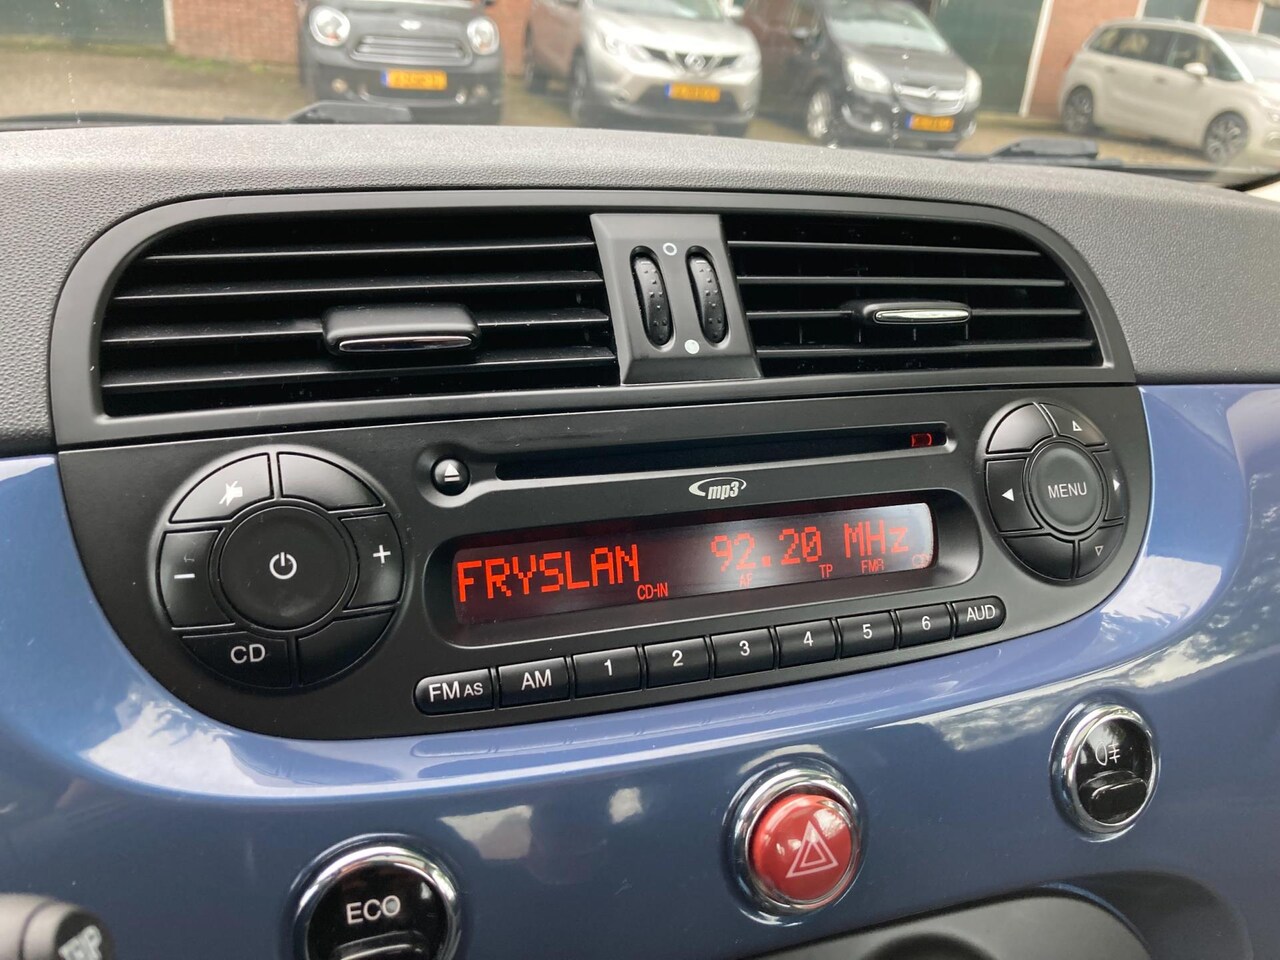 mp3
MENU
FRYSLAN 92.20 MHz
CD-IN AF TP FMR ON
+
−
CD
FM AS AM 1 2 3 4 5 6 AUD
ECO